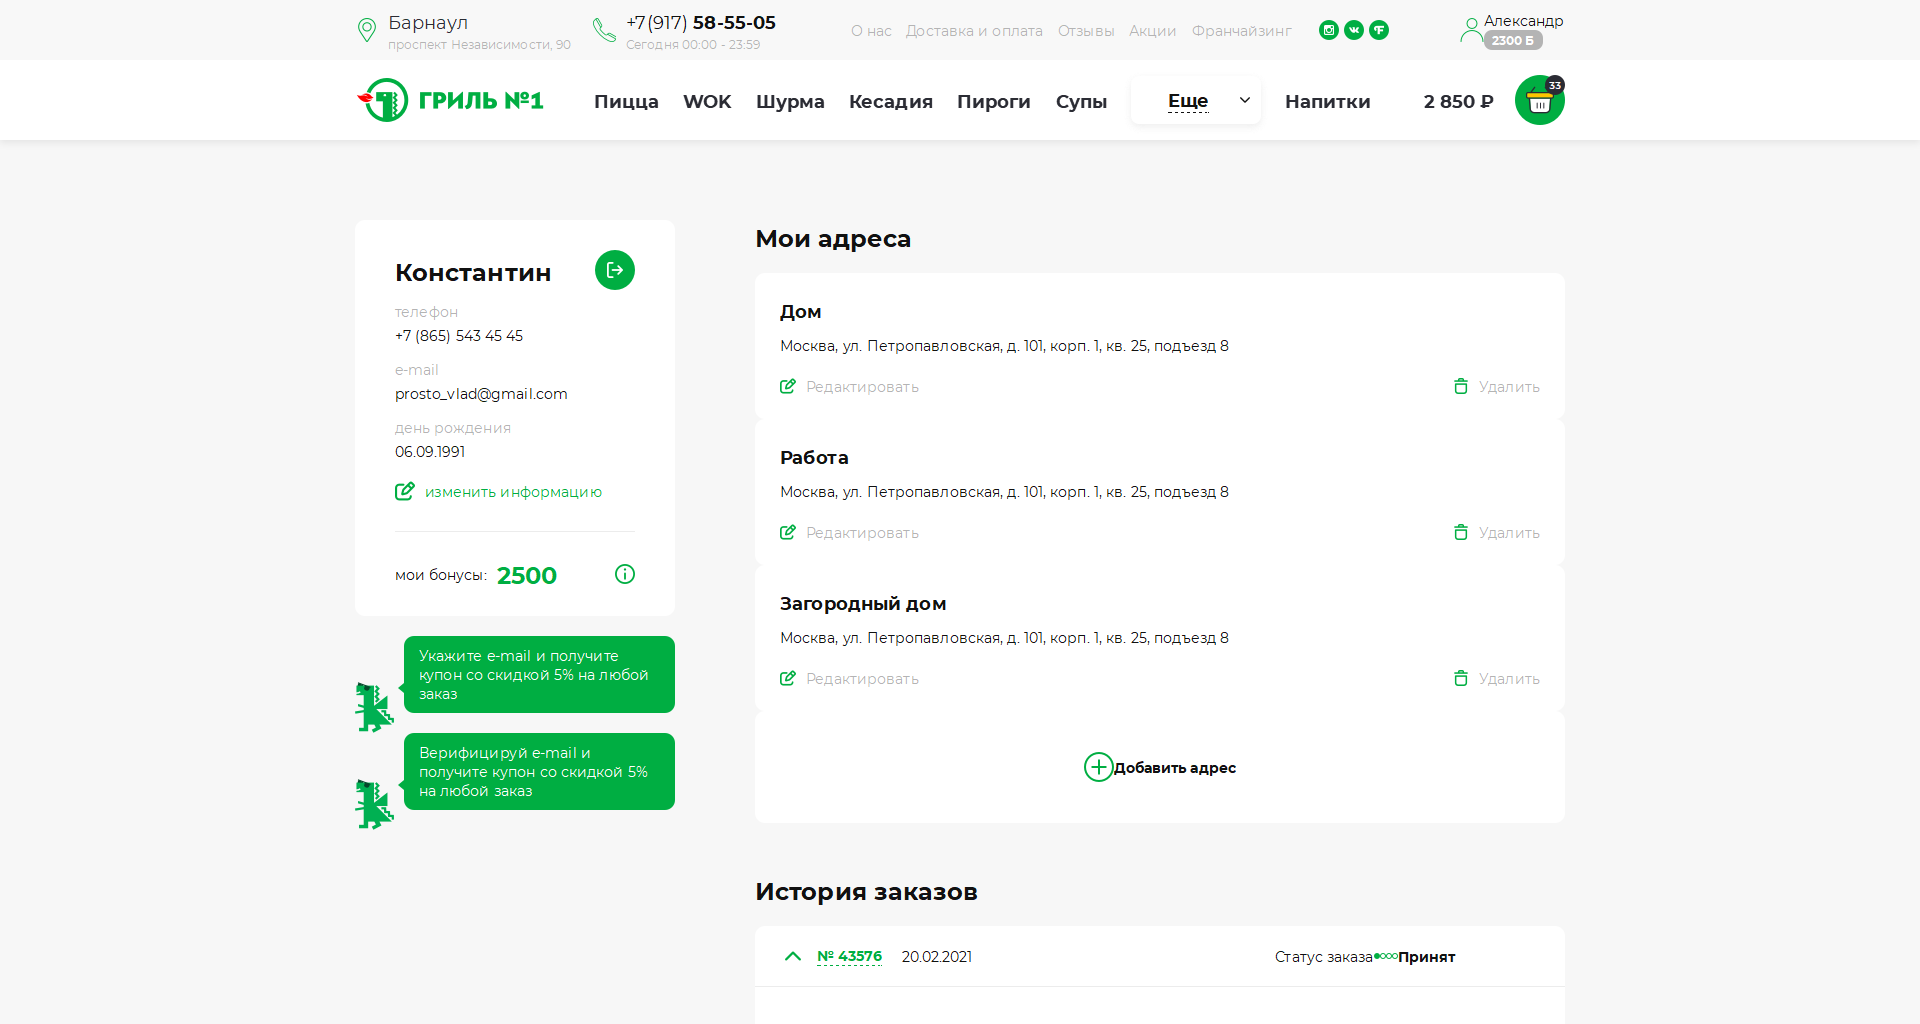 Барнаул
проспект Независимости, 90
+7(917) 58-55-05
Сегодня 00:00 - 23:59
О нас Доставка и оплата Отзывы Акции Франчайзинг
Александр
2300 Б
ГРИЛЬ №1
Пицца WOK Шурма Кесадия Пироги Супы Еще Напитки 2 850 ₽ 33
Константин
телефон
+7 (865) 543 45 45
e-mail
prosto_vlad@gmail.com
день рождения
06.09.1991
изменить информацию
мои бонусы: 2500
Укажите e-mail и получите
купон со скидкой 5% на любой
заказ
Верифицируй e-mail и
получите купон со скидкой 5%
на любой заказ
Мои адреса
Дом
Москва, ул. Петропавловская, д. 101, корп. 1, кв. 25, подъезд 8
Редактировать Удалить
Работа
Москва, ул. Петропавловская, д. 101, корп. 1, кв. 25, подъезд 8
Редактировать Удалить
Загородный дом
Москва, ул. Петропавловская, д. 101, корп. 1, кв. 25, подъезд 8
Редактировать Удалить
Добавить адрес
История заказов
№ 43576 20.02.2021 Статус заказа Принят